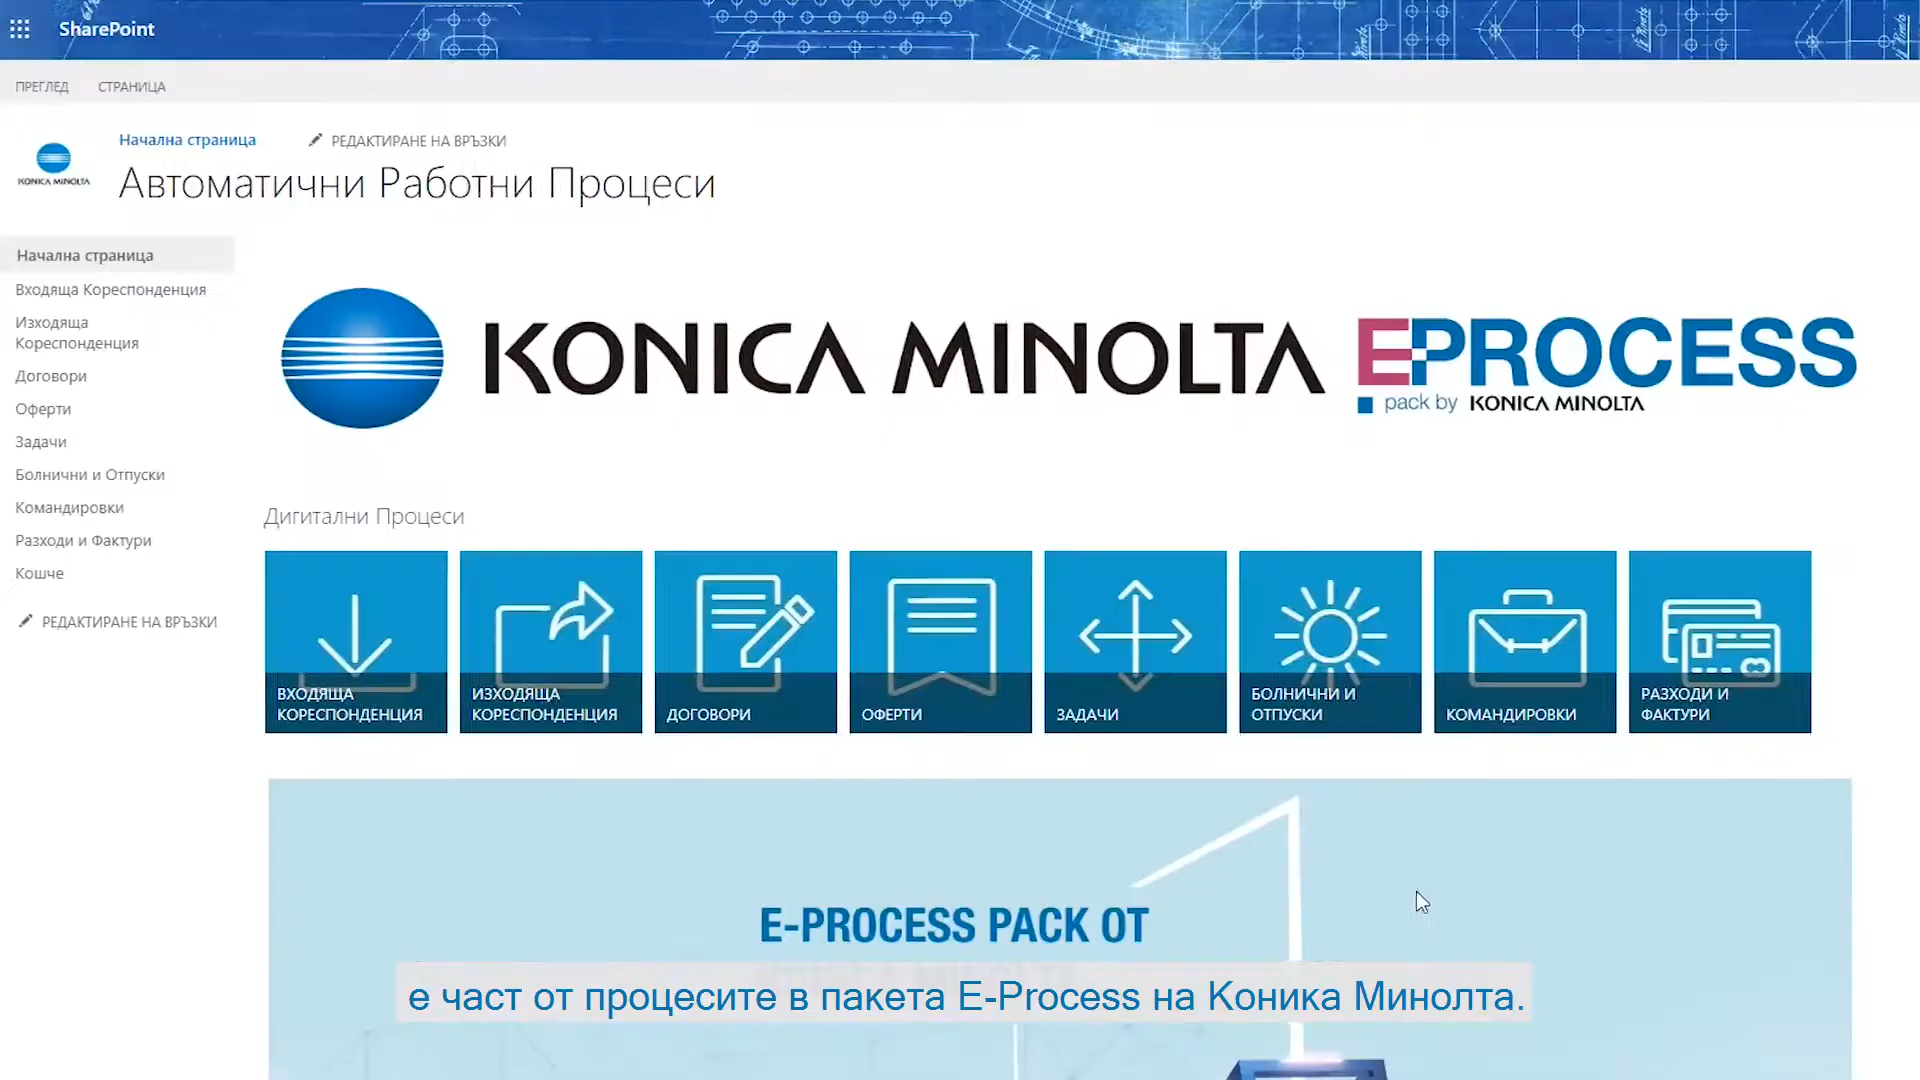 SharePoint
ПРЕГЛЕД СТРАНИЦА
Начална страница РЕДАКТИРАНЕ НА ВРЪЗКИ
KONICA MINOLTA
Автоматични Работни Процеси
Начална страница
Входяща Кореспонденция
Изходяща
Кореспонденция
Договори
Оферти
Задачи
Болнични и Отпуски
Командировки
Разходи и Фактури
Кошче
РЕДАКТИРАНЕ НА ВРЪЗКИ
KONICA MINOLTA
EPROCESS
pack by KONICA MINOLTA
Дигитални Процеси
ВХОДЯЩА
КОРЕСПОНДЕНЦИЯ
ИЗХОДЯЩА
КОРЕСПОНДЕНЦИЯ
ДОГОВОРИ
ОФЕРТИ
ЗАДАЧИ
БОЛНИЧНИ И
ОТПУСКИ
КОМАНДИРОВКИ
РАЗХОДИ И
ФАКТУРИ
E-PROCESS PACK ОТ
е част от процесите в пакета E-Process на Коника Минолта.